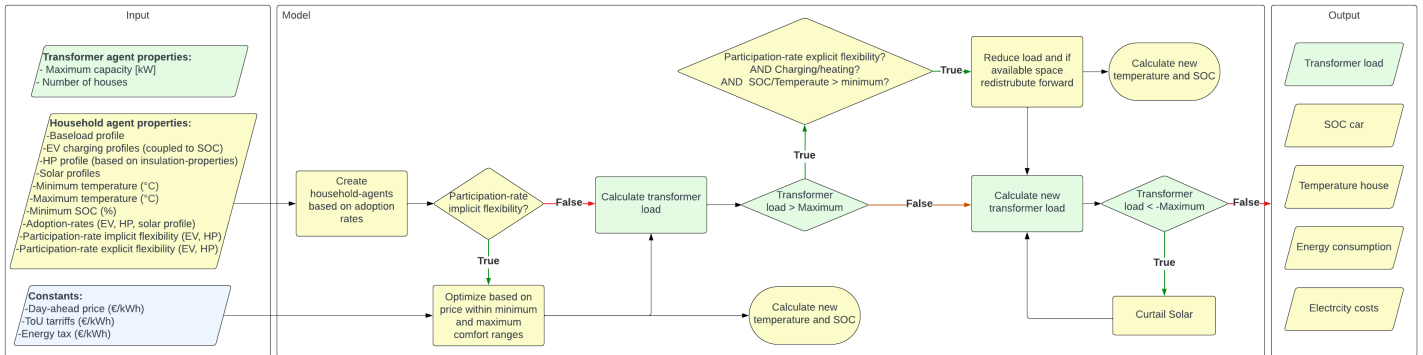 Input
Transformer agent properties:
- Maximum capacity [kW]
- Number of houses
Household agent properties:
-Baseload profile
-EV charging profiles (coupled to SOC)
-HP profile (based on insulation-properties)
-Solar profiles
-Minimum temperature (°C)
-Maximum temperature (°C)
-Minimum SOC (%)
-Adoption-rates (EV, HP, solar profile)
-Participation-rate implicit flexibility (EV, HP)
-Participation-rate explicit flexibility (EV, HP)
Constants:
-Day-ahead price (€/kWh)
-ToU tarriffs (€/kWh)
-Energy tax (€/kWh)
Model
Create
household-agents
based on adoption
rates
Participation-rate
implicit flexibility?
False
True
Optimize based on
price within minimum
and maximum
comfort ranges
Calculate new
temperature and SOC
Calculate transformer
load
Transformer
load > Maximum
True
False
Participation-rate explicit flexibility?
AND Charging/heating?
AND SOC/Temperaute > minimum?
True
Reduce load and if
available space
redistrubute forward
Calculate new
temperature and SOC
Calculate new
transformer load
Transformer
load < -Maximum
False
True
Curtail Solar
Output
Transformer load
SOC car
Temperature house
Energy consumption
Electrcity costs